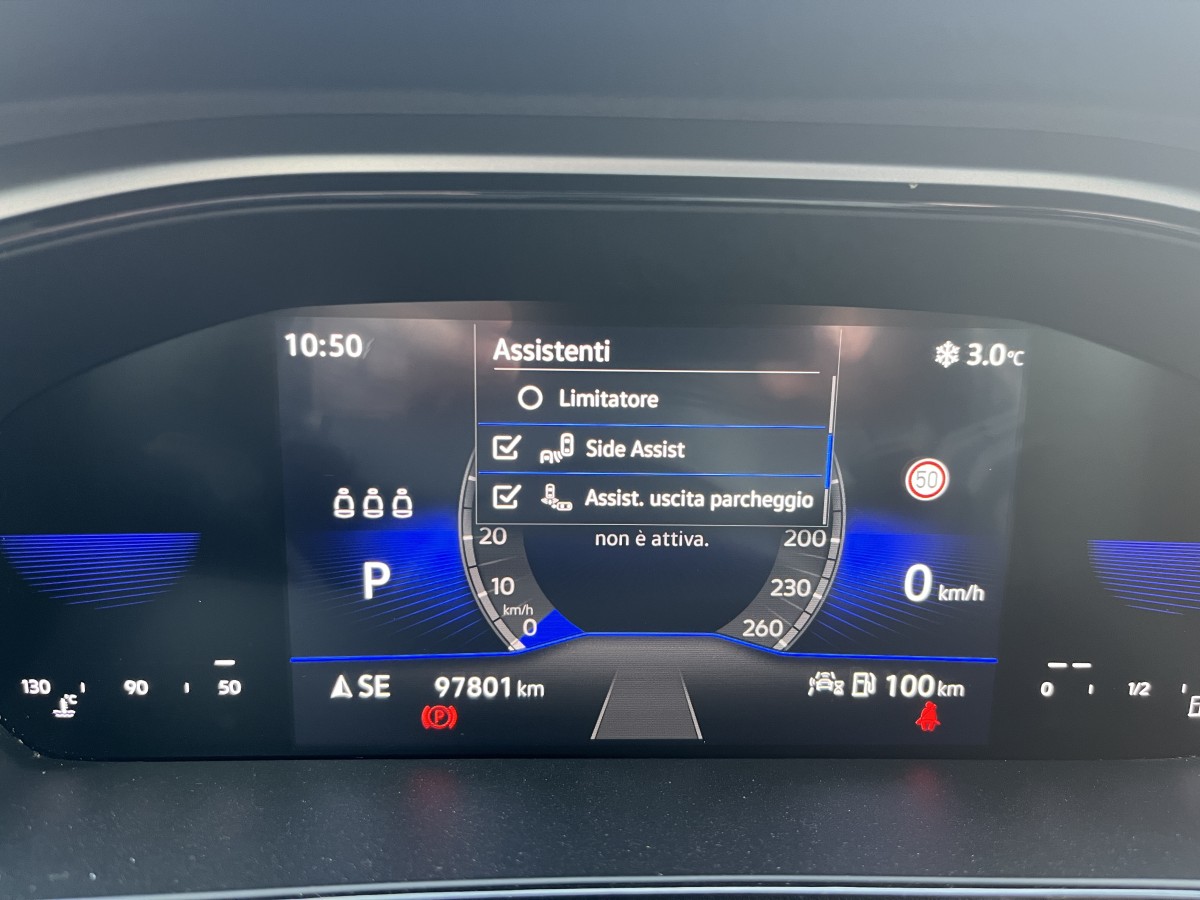 10:50
Assistenti
3.0°C
Limitatore
Side Assist
Assist. uscita parcheggio
50
non è attiva.
20
200
P
10
230
0 km/h
km/h
0
260
130
90
50
SE
97801 km
100 km
0
1/2
P
°C